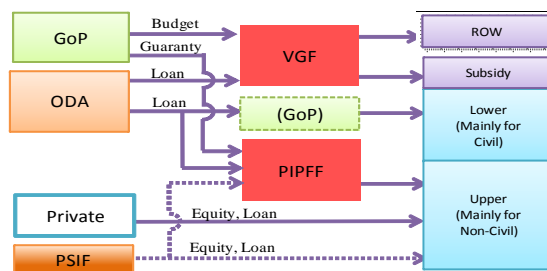 GoP
Budget
Guaranty
VGF
ROW
ODA
Loan
Subsidy
Loan
(GoP)
Lower
(Mainly for
Civil)
PIPFF
Private
Equity, Loan
Upper
(Mainly for
Non-Civil)
PSIF
Equity, Loan